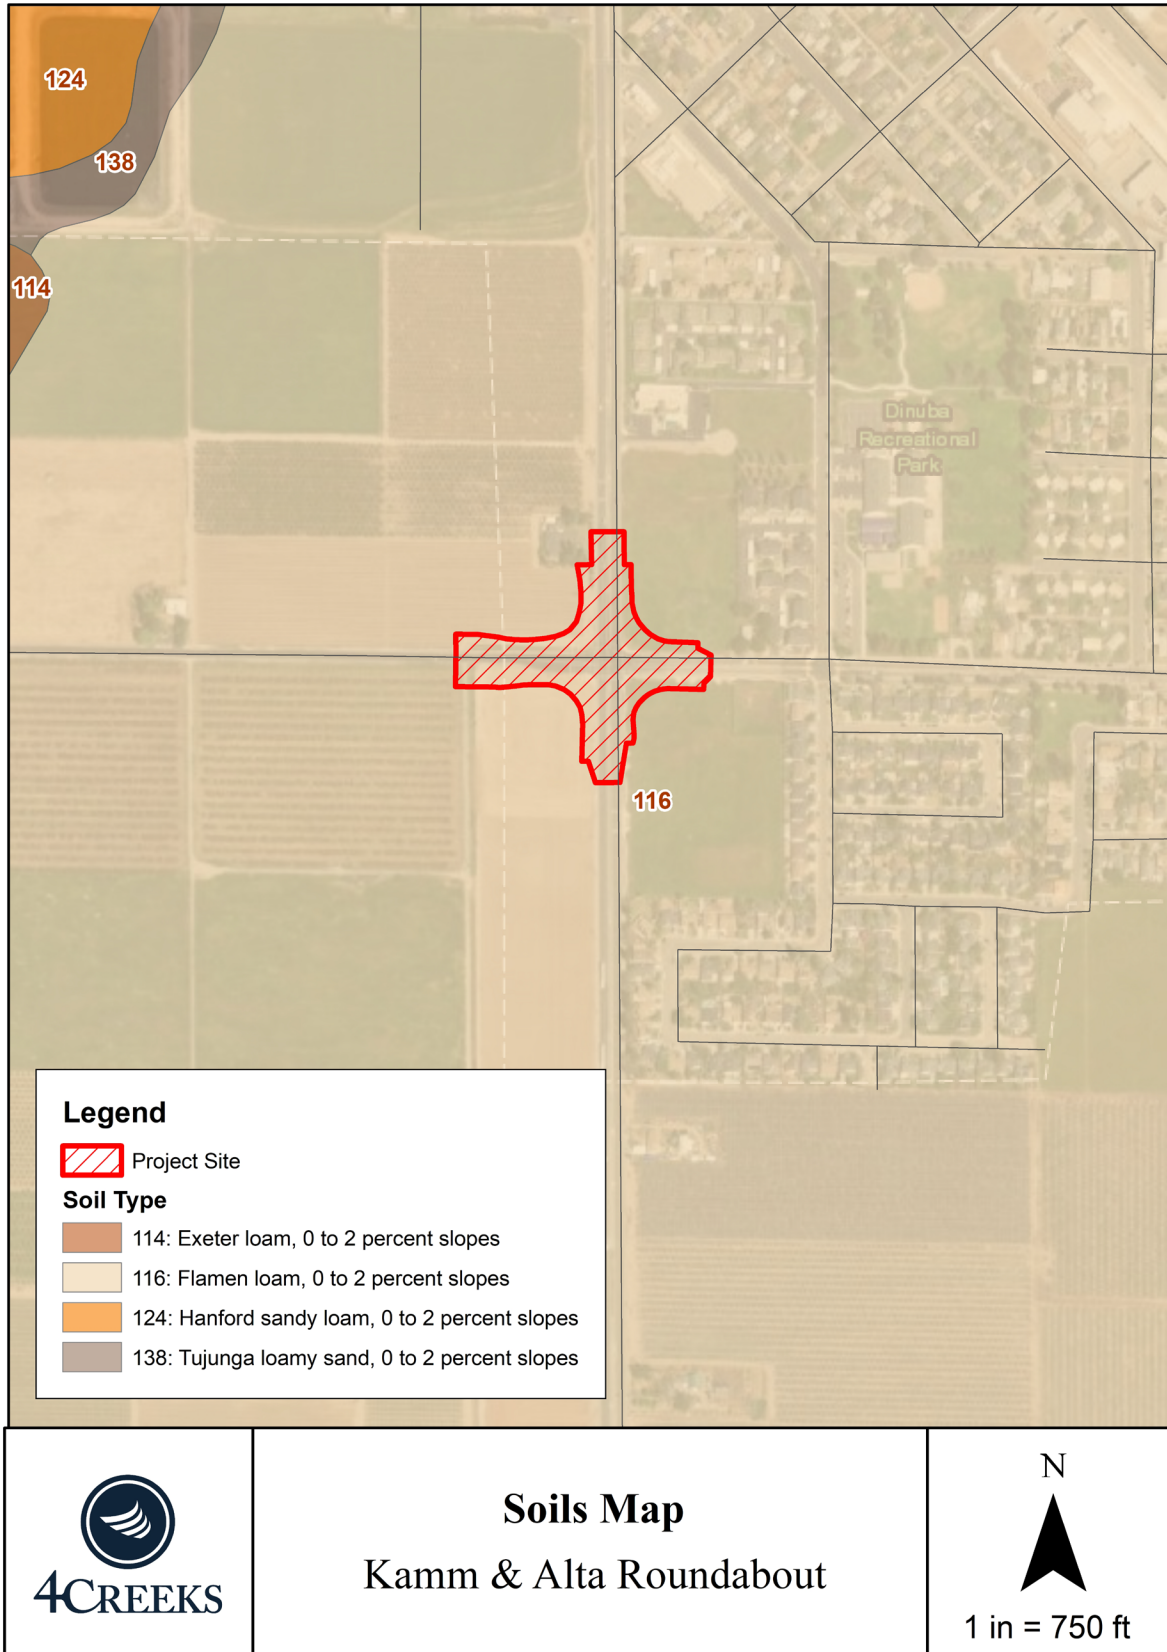 124
138
114
Dinuba
Recreational
Park
116
Legend
Project Site
Soil Type
114: Exeter loam, 0 to 2 percent slopes
116: Flamen loam, 0 to 2 percent slopes
124: Hanford sandy loam, 0 to 2 percent slopes
138: Tujunga loamy sand, 0 to 2 percent slopes
4CREEKS
Soils Map
Kamm & Alta Roundabout
N
1 in = 750 ft